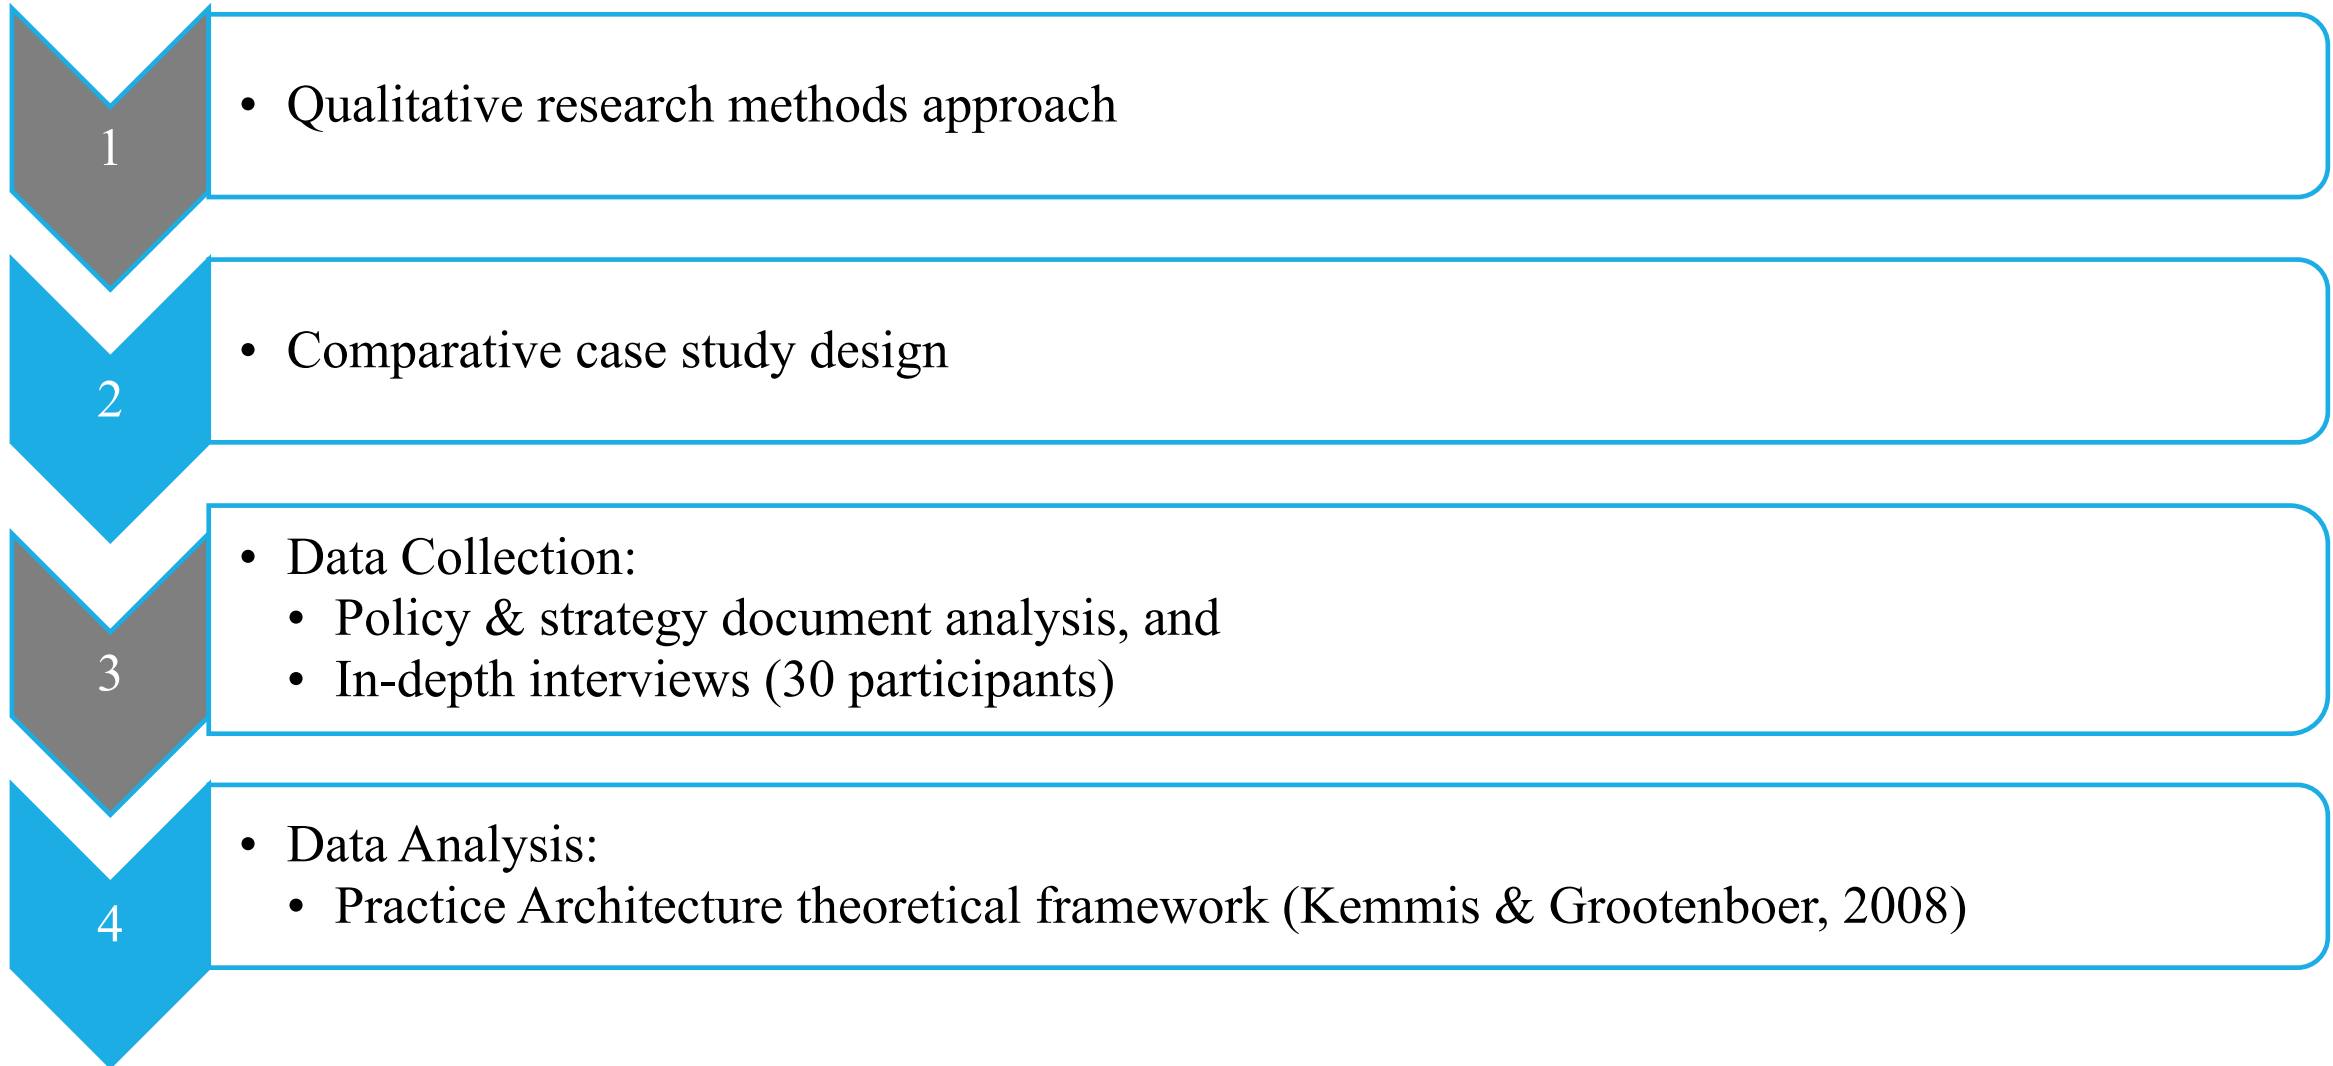 1
• Qualitative research methods approach
2
• Comparative case study design
3
• Data Collection:
• Policy & strategy document analysis, and
• In-depth interviews (30 participants)
4
• Data Analysis:
• Practice Architecture theoretical framework (Kemmis & Grootenboer, 2008)